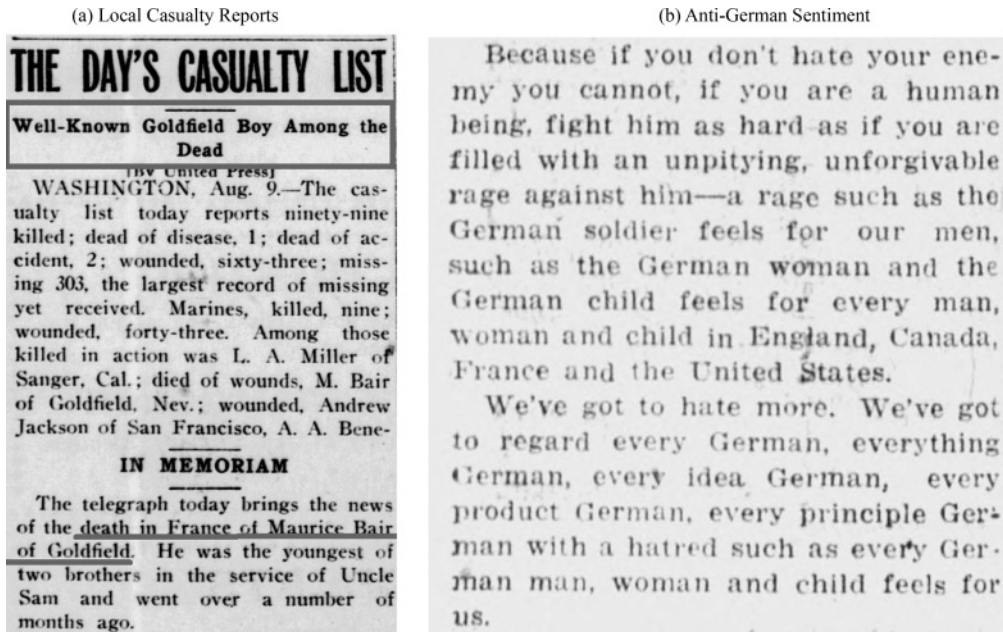 (a) Local Casualty Reports
THE DAY'S CASUALTY LIST
Well-Known Goldfield Boy Among the
Dead
[By United Press]
WASHINGTON, Aug. 9.—The cas-
ualty list today reports ninety-nine
killed; dead of disease, 1; dead of ac-
cident, 2; wounded, sixty-three; miss-
ing 303, the largest record of missing
yet received. Marines, killed, nine;
wounded, forty-three. Among those
killed in action was L. A. Miller of
Sanger, Cal.; died of wounds, M. Bair
of Goldfield, Nev.; wounded, Andrew
Jackson of San Francisco, A. A. Bene-
IN MEMORIAM
The telegraph today brings the news
of the death in France of Maurice Bair
of Goldfield. He was the youngest of
two brothers in the service of Uncle
Sam and went over a number of
months ago.
(b) Anti-German Sentiment
Because if you don't hate your ene-
my you cannot, if you are a human
being, fight him as hard as if you are
filled with an unpitying, unforgivable
rage against him—a rage such as the
German soldier feels for our men,
such as the German woman and the
German child feels for every man,
woman and child in England, Canada,
France and the United States.
We've got to hate more. We've got
to regard every German, everything
German, every idea German, every
product German, every principle Ger-
man with a hatred such as every Ger-
man man, woman and child feels for
us.